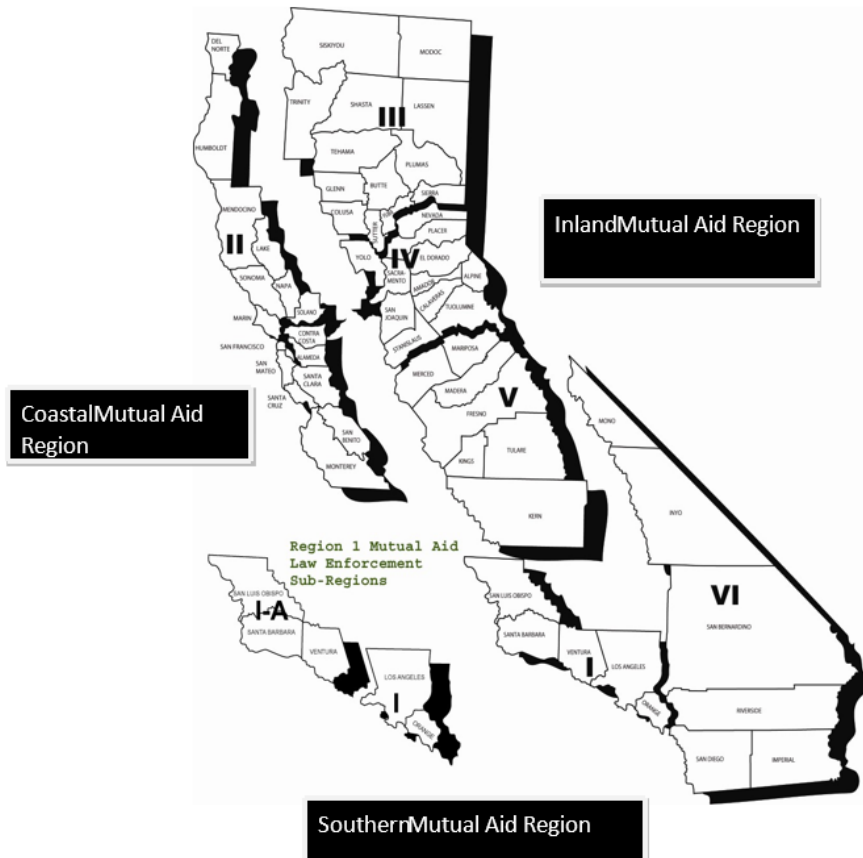 DEL
NORTE
SISKIYOU
MODOC
TRINITY
SHASTA
LASSEN
III
HUMBOLDT
TEHAMA
PLUMAS
GLENN
BUTTE
SIERRA
MENDOCINO
COLUSA
SUTTER
NEVADA
PLACER
InlandMutual Aid Region
II
LAKE
YOLO
IV
EL DORADO
SONOMA
NAPA
SACRA-
MENTO
AMADOR
ALPINE
SOLANO
CALAVERAS
TUOLUMNE
MARIN
SAN
JOAQUIN
CONTRA
COSTA
SAN FRANCISCO
ALAMEDA
STANISLAUS
MARIPOSA
SAN
MATEO
SANTA
CLARA
MERCED
MADERA
SANTA
CRUZ
V
FRESNO
MONO
CoastalMutual Aid
Region
SAN
BENITO
MONTEREY
KINGS
TULARE
KERN
INYO
Region 1 Mutual Aid
Law Enforcement
Sub-Regions
SAN LUIS OBISPO
I-A
SANTA BARBARA
VENTURA
LOS ANGELES
I
ORANGE
SAN LUIS OBISPO
SANTA BARBARA
VENTURA
I
LOS ANGELES
ORANGE
VI
SAN BERNARDINO
RIVERSIDE
SAN DIEGO
IMPERIAL
SouthernMutual Aid Region